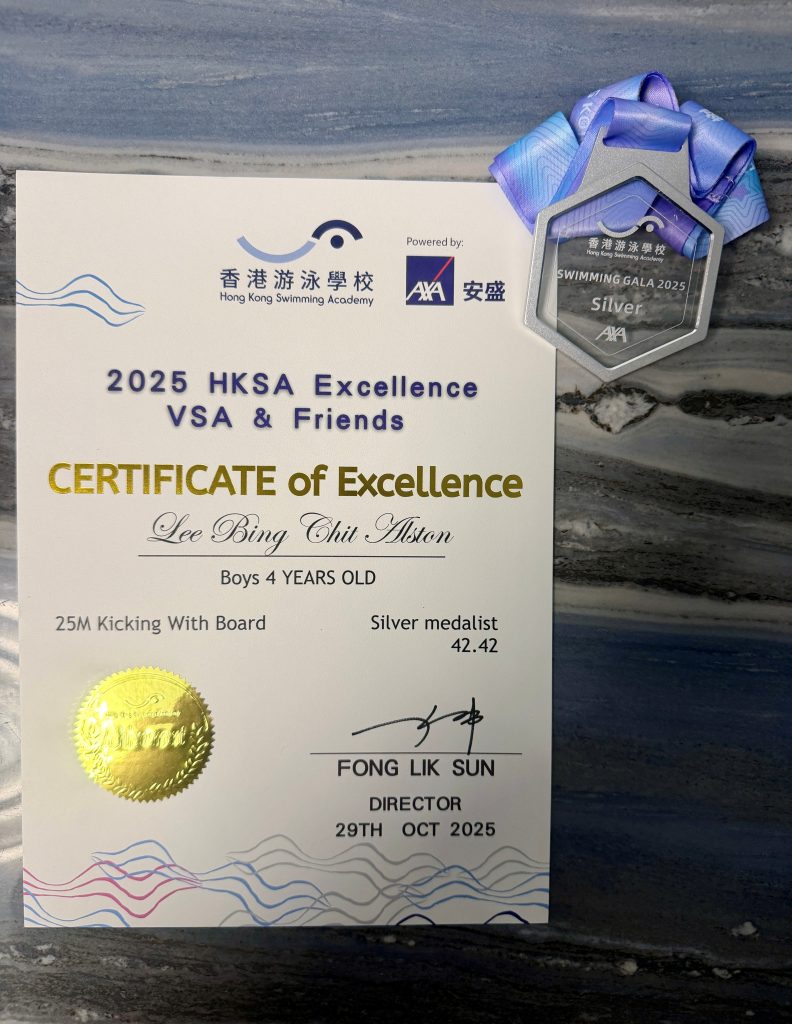 香港游泳學校
Hong Kong Swimming Academy
Powered by:
AXA 安盛
2025 HKSA Excellence
VSA & Friends
CERTIFICATE of Excellence
Lee Bing Chit Alston
Boys 4 YEARS OLD
25M Kicking With Board
Silver medalist
42.42
FONG LIK SUN
DIRECTOR
29TH OCT 2025
香港游泳學校
Hong Kong Swimming Academy
SWIMMING GALA 2025
Silver
AXA